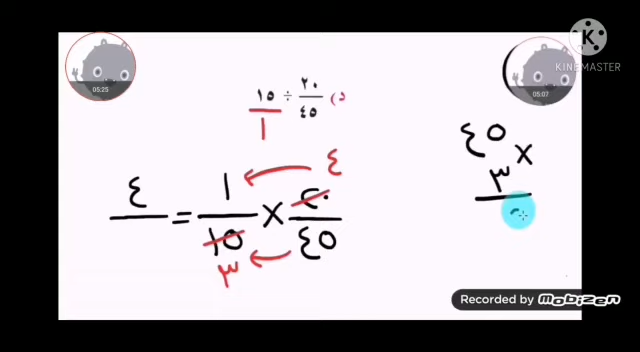 KINEMASTER
05:25
05:07
د) ٢٠/٤٥ ÷ ١٥/١
٤
٢٠/٤٥ × ١/١٥ = ٤
٣
٤٥
×
٣
Recorded by mobizen